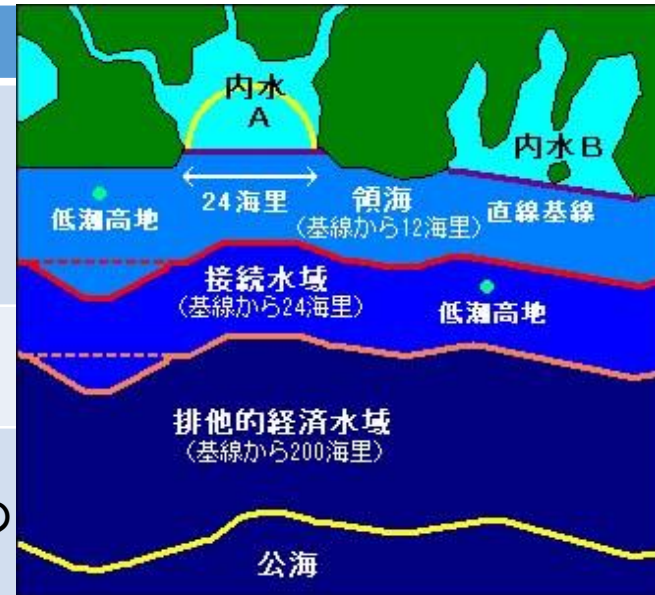 内水
A
内水B
24海里
領海
(基線から12海里)
直線基線
低潮高地
接続水域
(基線から24海里)
低潮高地
排他的経済水域
(基線から200海里)
の
公海